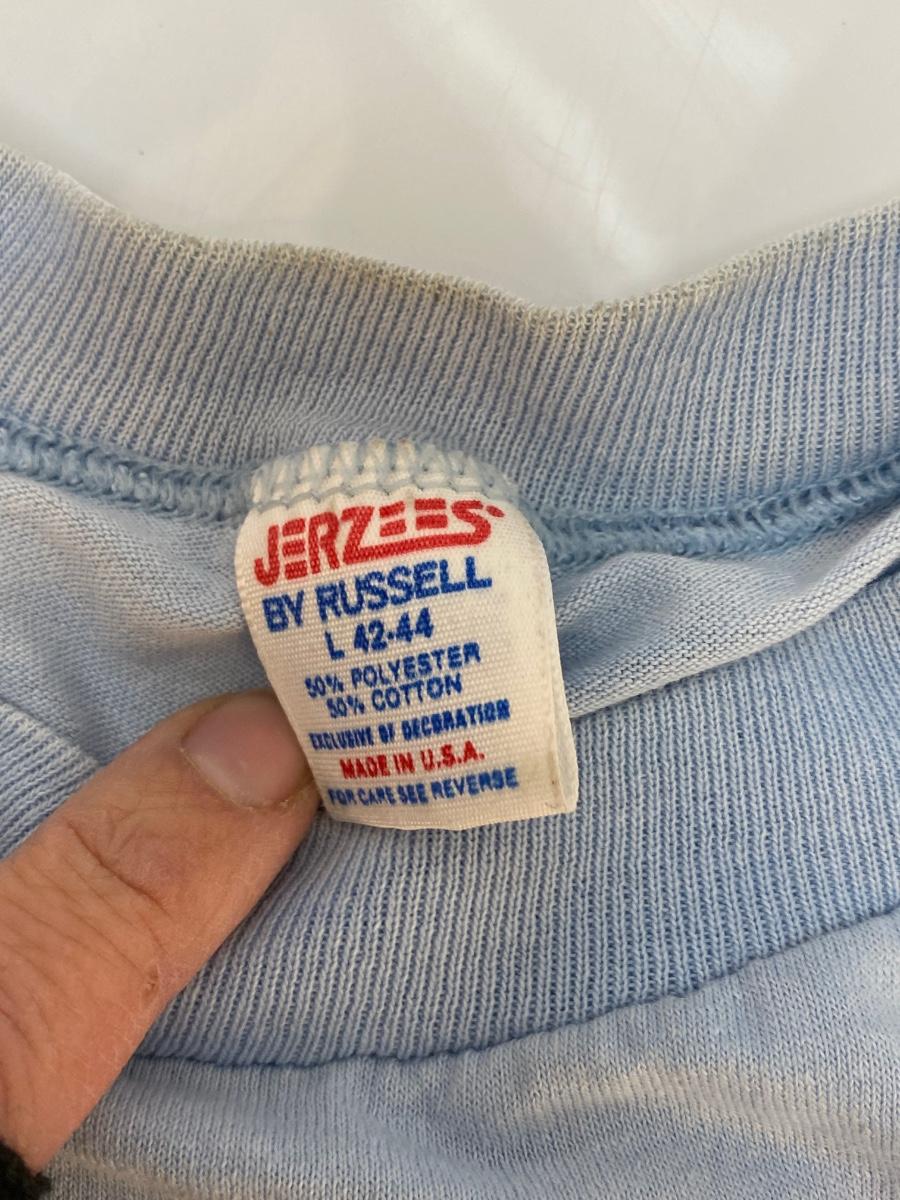 JERZEES
BY RUSSELL
L 42-44
50% POLYESTER
50% COTTON
EXCLUSIVE OF DECORATION
MADE IN U.S.A.
FOR CARE SEE REVERSE